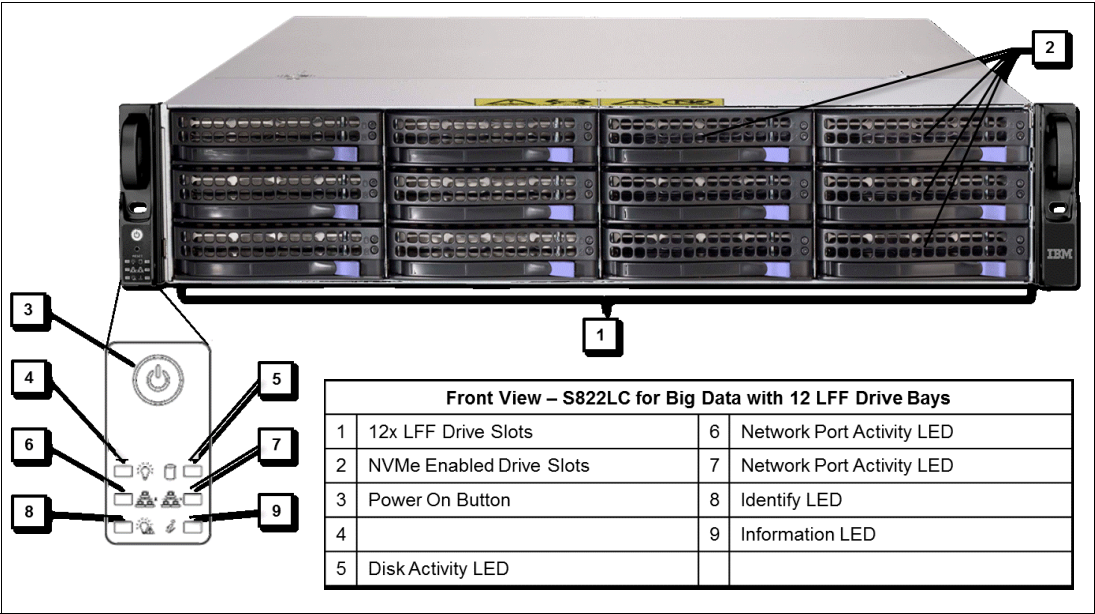 2
RESET
IBM
3
1
4
5
6
7
8
9
Front View – S822LC for Big Data with 12 LFF Drive Bays
1 12x LFF Drive Slots 6 Network Port Activity LED
2 NVMe Enabled Drive Slots 7 Network Port Activity LED
3 Power On Button 8 Identify LED
4 9 Information LED
5 Disk Activity LED